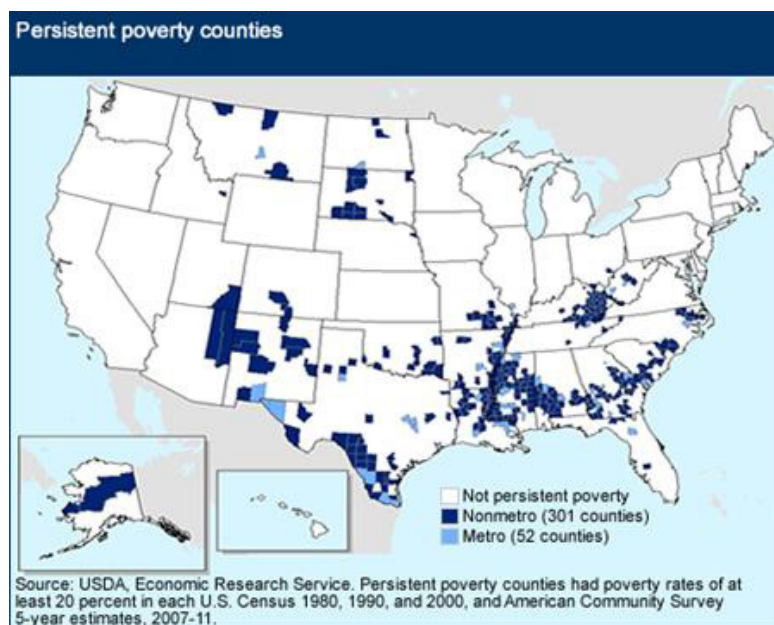 Persistent poverty counties
Not persistent poverty
Nonmetro (301 counties)
Metro (52 counties)
Source: USDA, Economic Research Service. Persistent poverty counties had poverty rates of at
least 20 percent in each U.S. Census 1980, 1990, and 2000, and American Community Survey
5-year estimates, 2007-11.